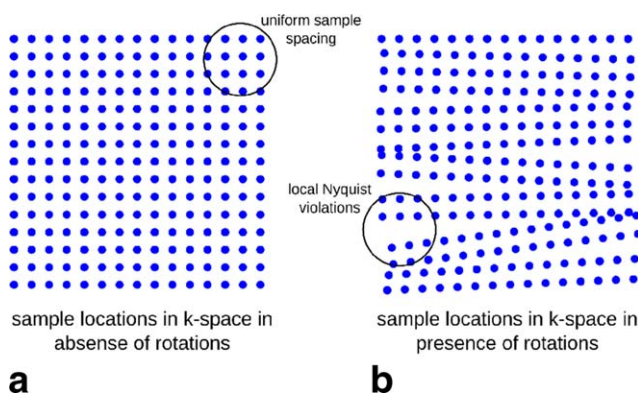 uniform sample
spacing
local Nyquist
violations
sample locations in k-space in
absense of rotations
sample locations in k-space in
presence of rotations
a
b